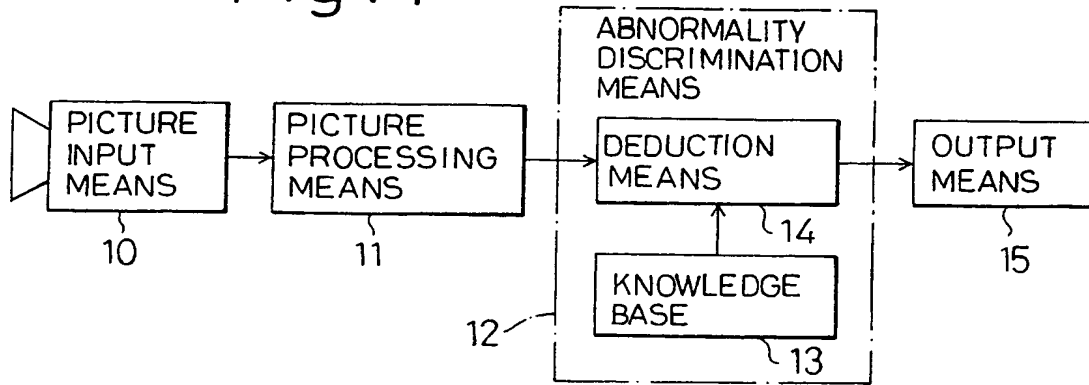 PICTURE
INPUT
MEANS
10
PICTURE
PROCESSING
MEANS
11
ABNORMALITY
DISCRIMINATION
MEANS
DEDUCTION
MEANS
14
KNOWLEDGE
BASE
13
12
OUTPUT
MEANS
15